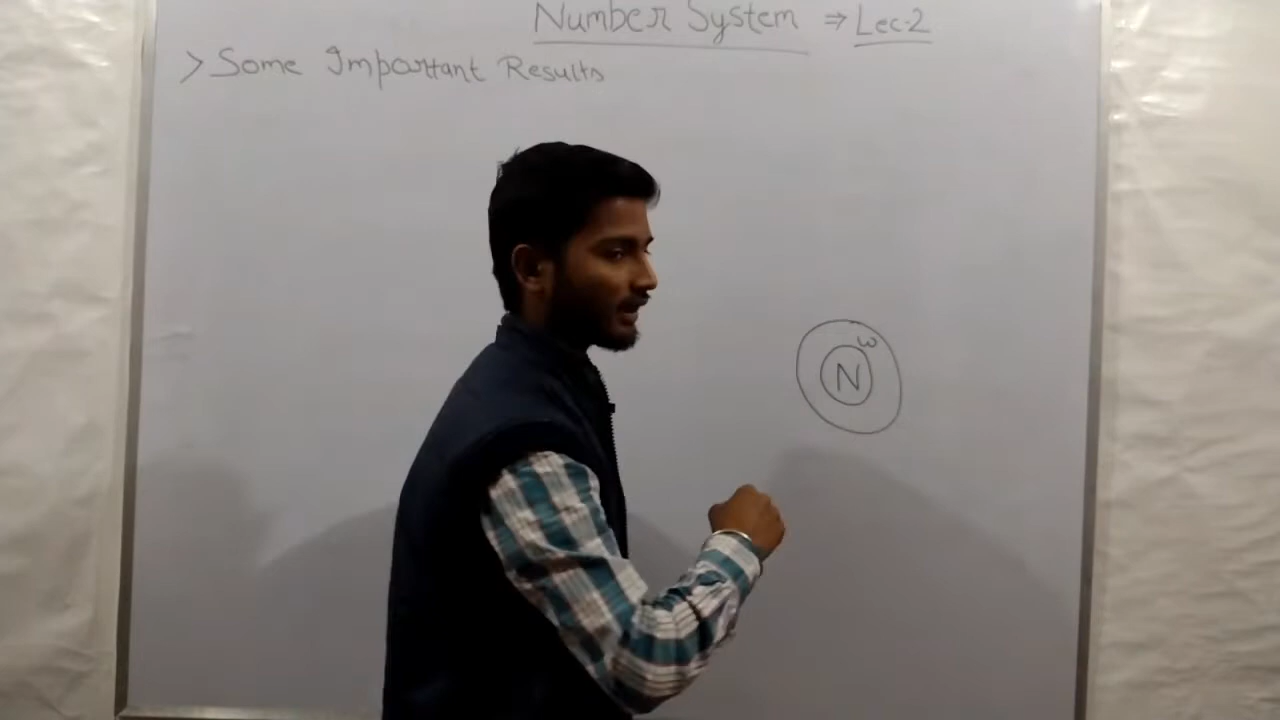 Number System ⇒ Lec-2
> Some Important Results
ω
N